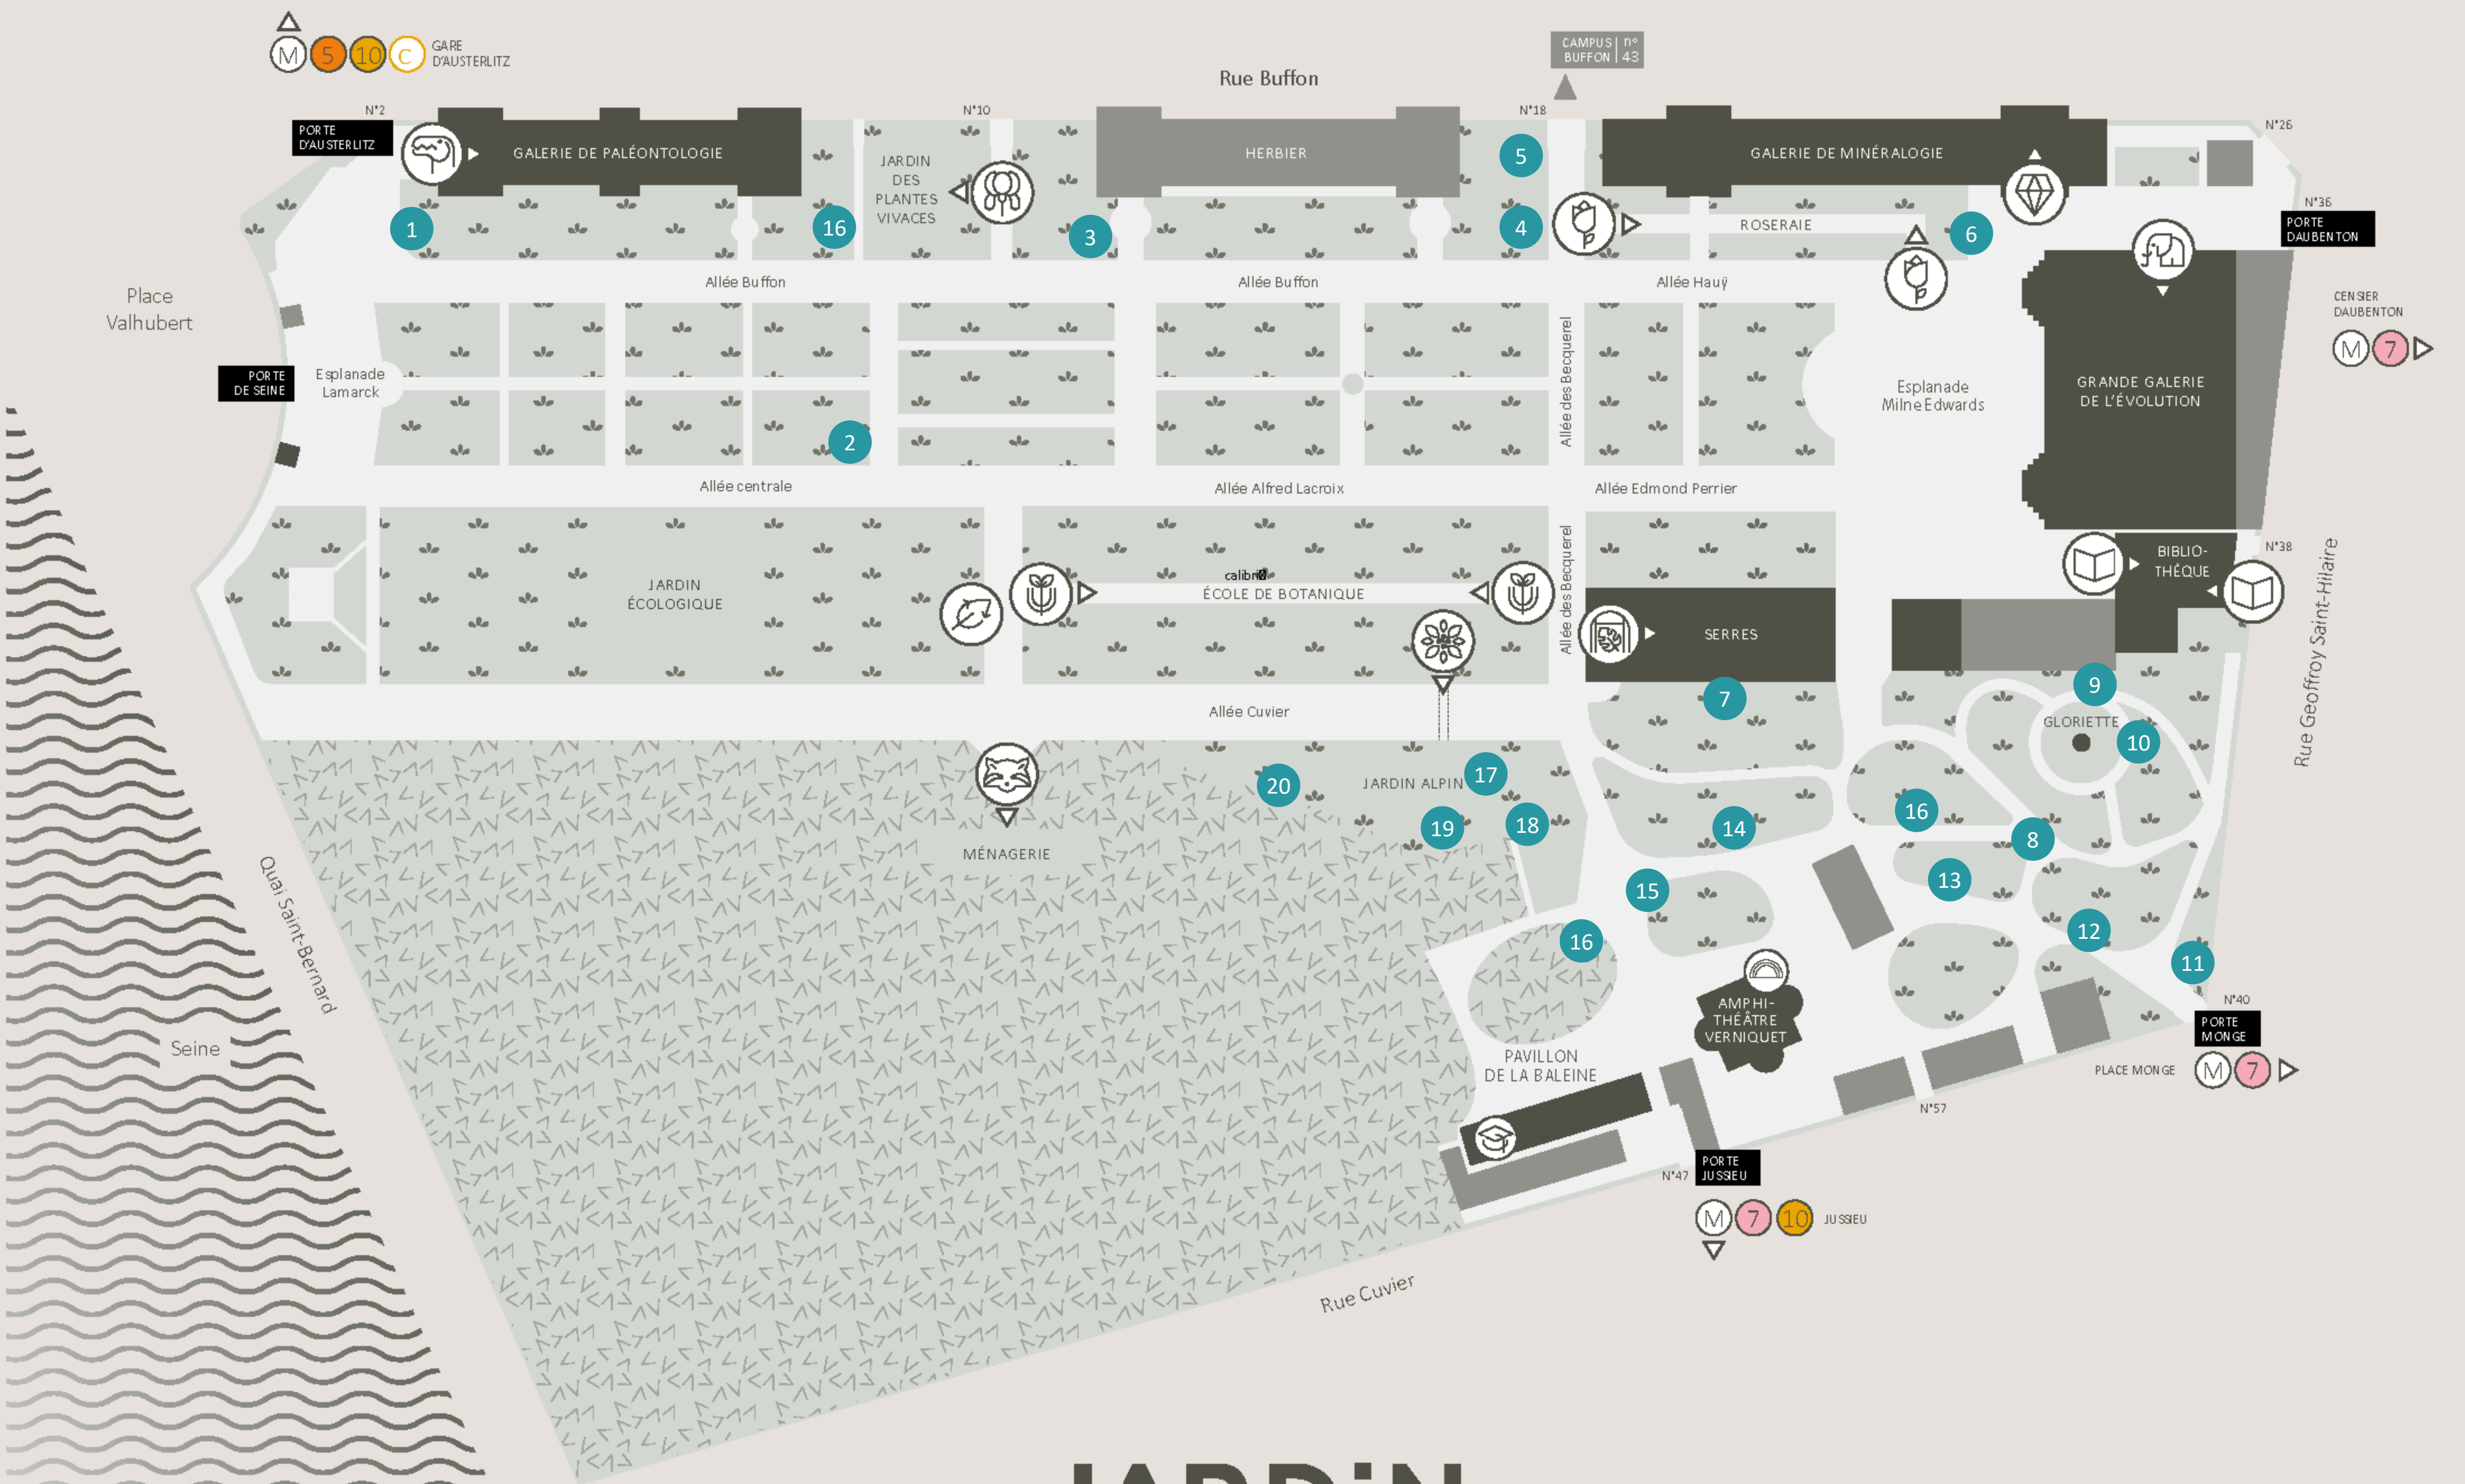 M 5 10 C
GARE
D'AUSTERLITZ
CAMPUS
BUFFON
n°
43
Rue Buffon
N°2
N°10
N°18
N°26
PORTE
D'AUSTERLITZ
GALERIE DE PALÉONTOLOGIE
JARDIN
DES
PLANTES
VIVACES
HERBIER
5
GALERIE DE MINÉRALOGIE
N°36
PORTE
DAUBENTON
1
16
3
4
ROSERAIE
6
Allée Buffon
Allée Buffon
Allée Haüy
Place
Valhubert
CENSIER
DAUBENTON
M 7
PORTE
DE SEINE
Esplanade
Lamarck
Allée des Becquerel
Esplanade
Milne Edwards
GRANDE GALERIE
DE L'ÉVOLUTION
2
Allée centrale
Allée Alfred Lacroix
Allée Edmond Perrier
JARDIN
ÉCOLOGIQUE
calibri
ÉCOLE DE BOTANIQUE
Allée des Becquerel
SERRES
BIBLIO-
THÈQUE
N°38
Rue Geoffroy Saint-Hilaire
Allée Cuvier
7
9
GLORIETTE
10
20
JARDIN ALPIN
17
19
18
14
16
8
MÉNAGERIE
15
13
16
12
11
Quai Saint-Bernard
Seine
AMPHI-
THÉÂTRE
VERNIQUET
N°40
PORTE
MONGE
PLACE MONGE
M 7
PAVILLON
DE LA BALEINE
N°57
N°47
PORTE
JUSSIEU
M 7 10
JUSSIEU
Rue Cuvier
JARDiN